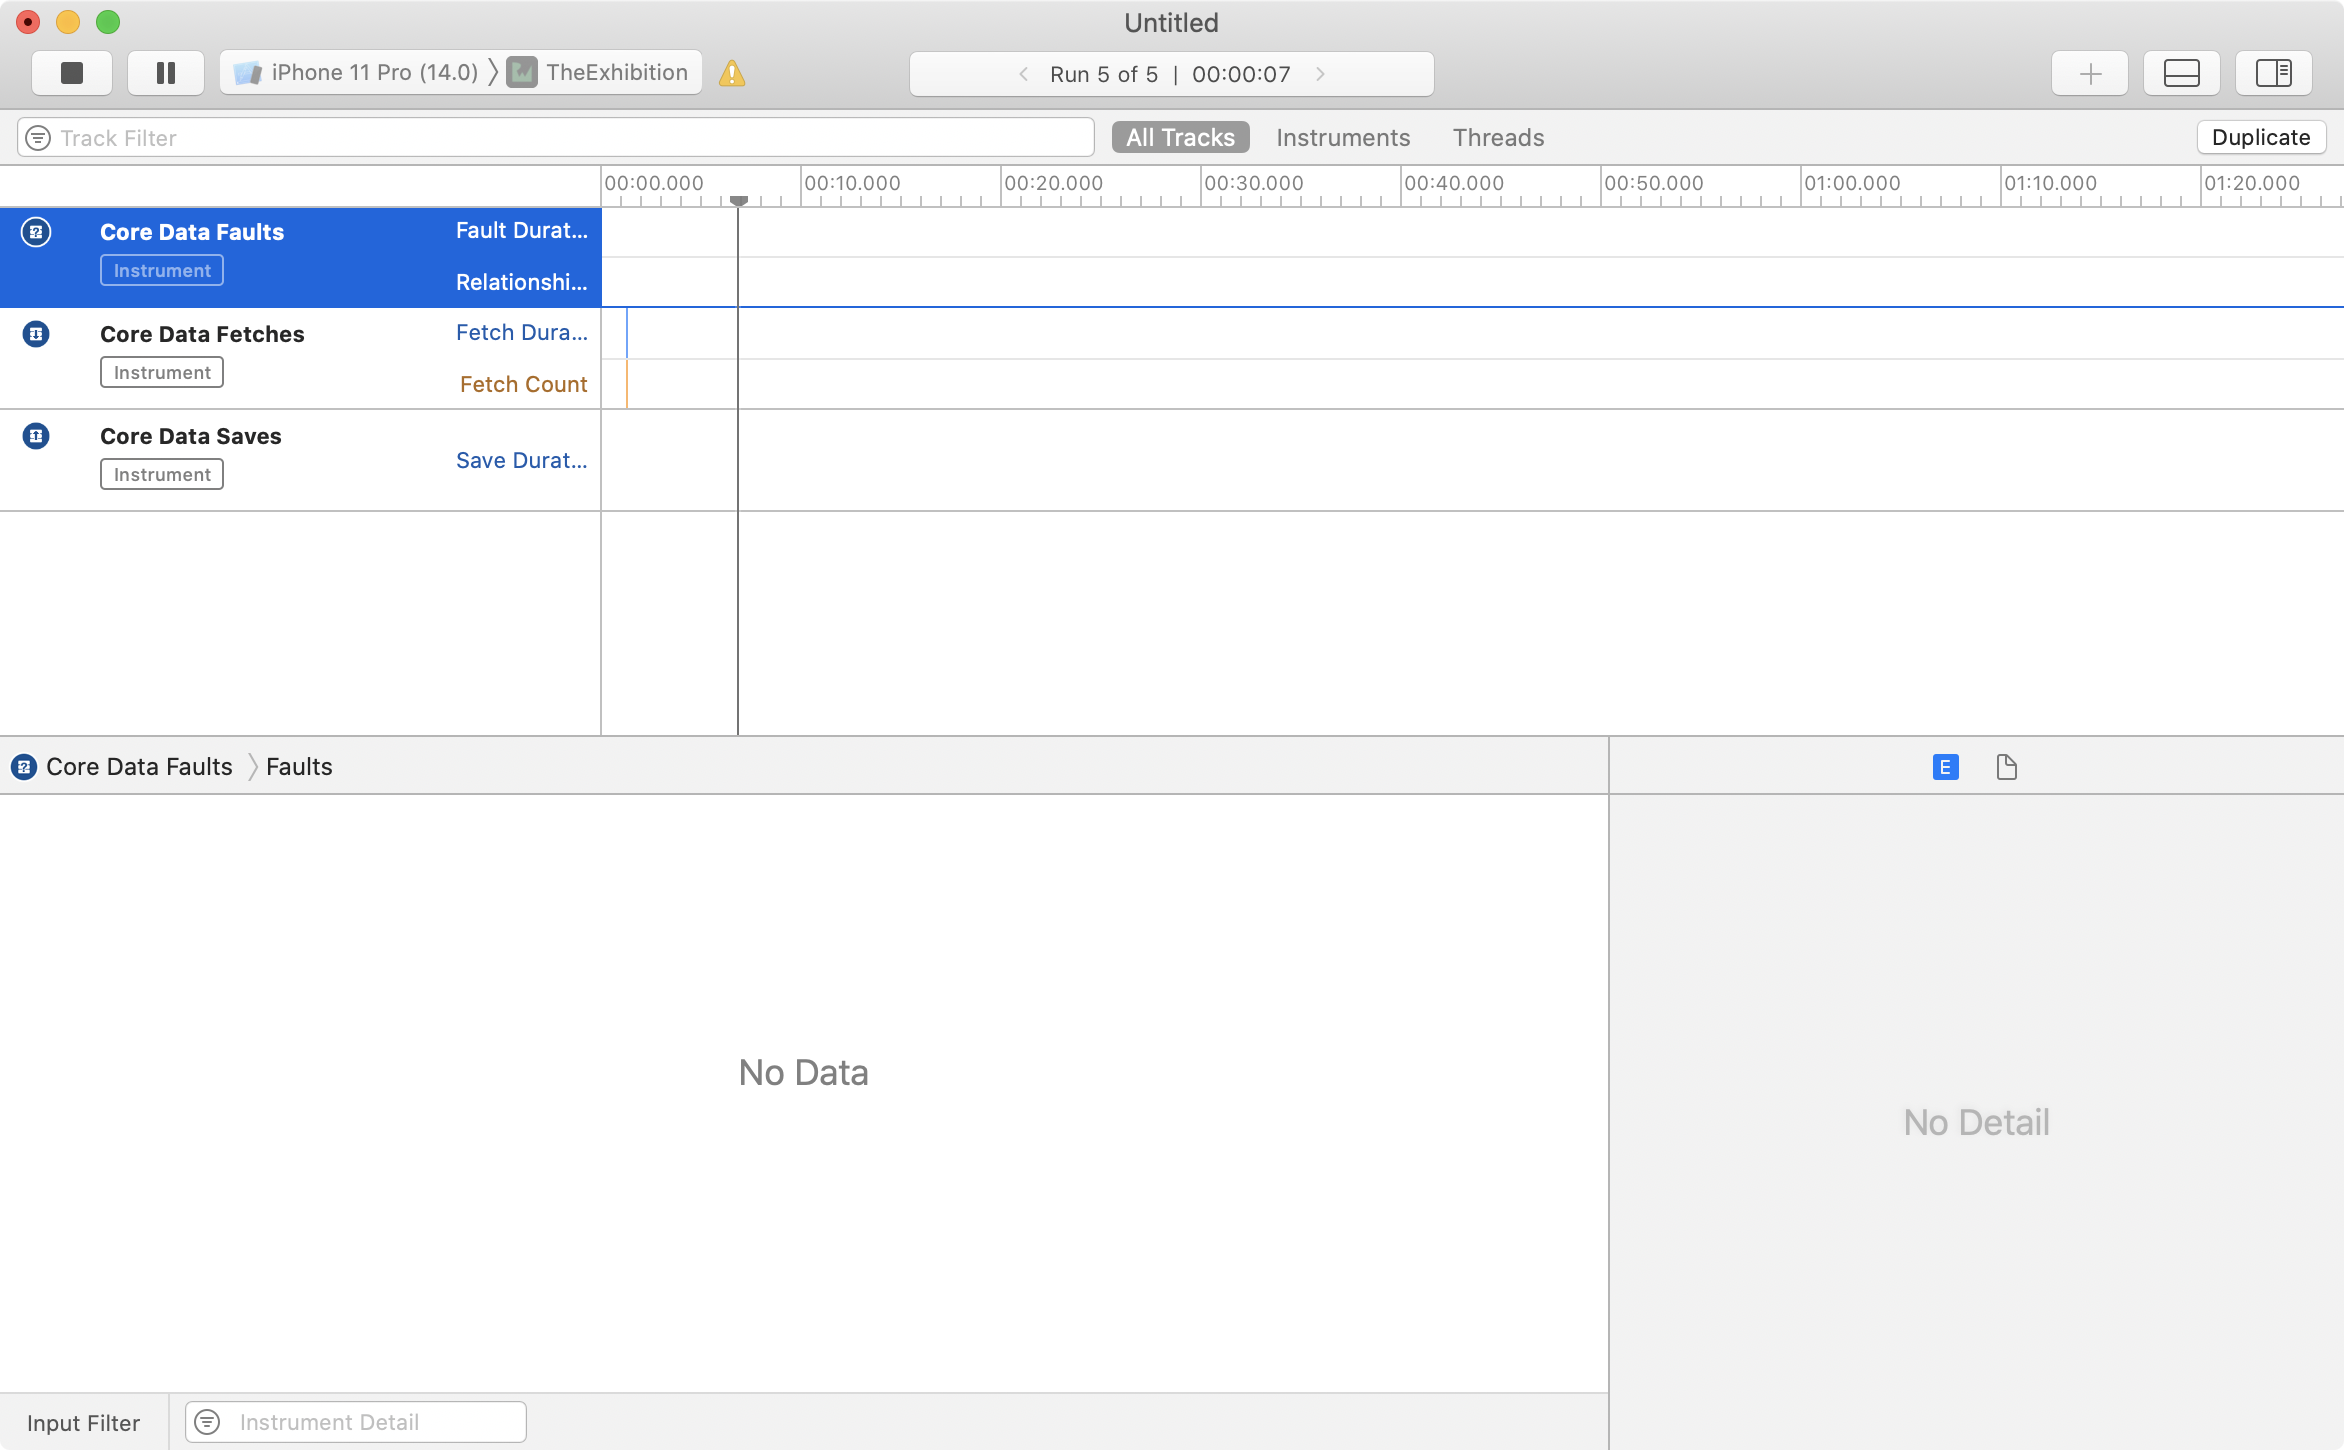 Untitled
iPhone 11 Pro (14.0) TheExhibition
Run 5 of 5 | 00:00:07
Track Filter
All Tracks Instruments Threads
Duplicate
00:00.000 00:10.000 00:20.000 00:30.000 00:40.000 00:50.000 01:00.000 01:10.000 01:20.000
Core Data Faults Fault Durat...
Instrument
Relationshi...
Core Data Fetches Fetch Dura...
Instrument
Fetch Count
Core Data Saves
Save Durat...
Instrument
Core Data Faults Faults
E
No Data
No Detail
Input Filter Instrument Detail